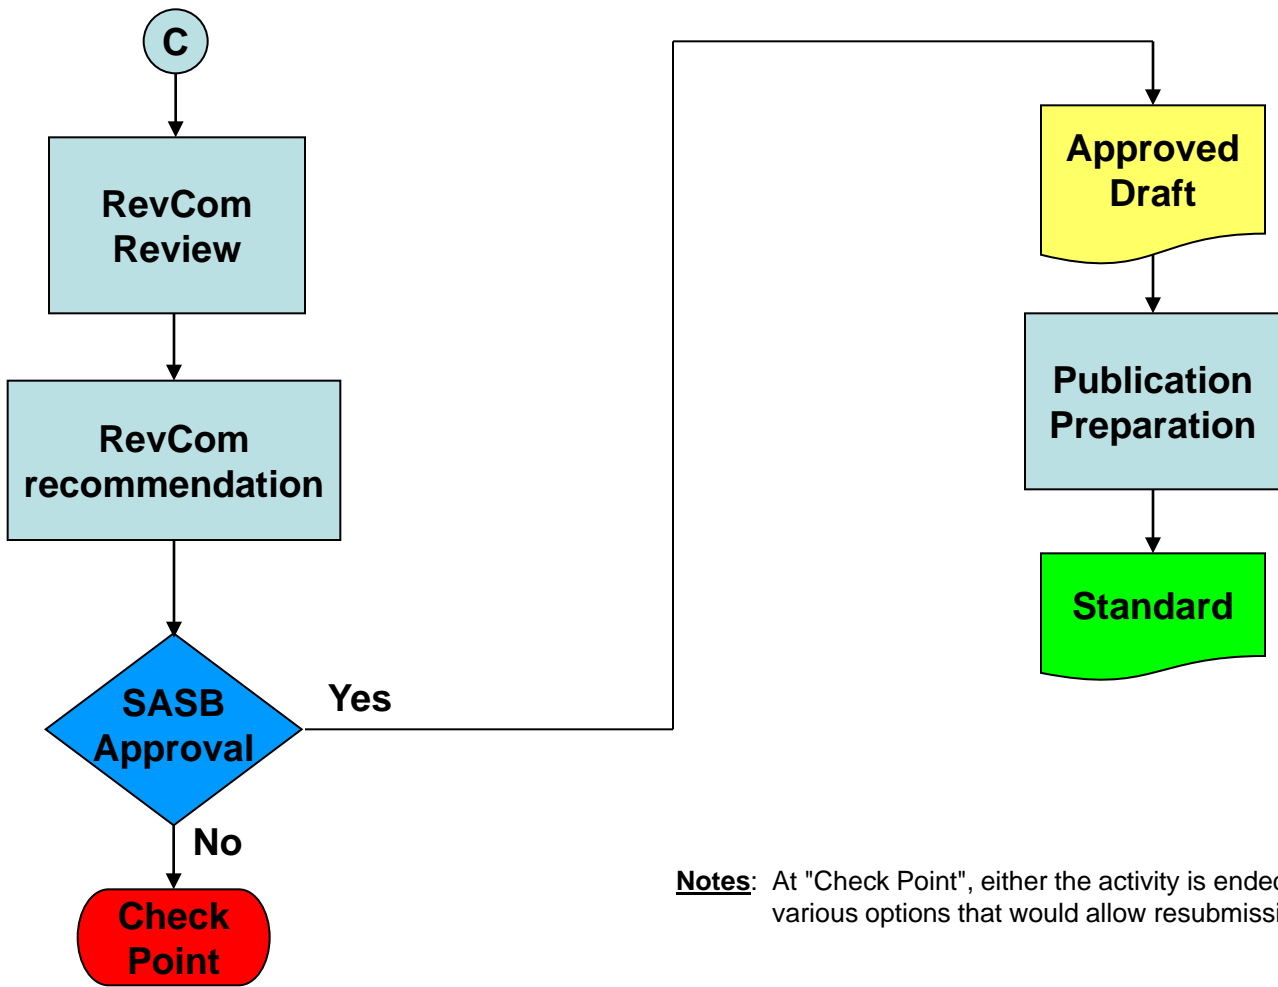 C
RevCom
Review
RevCom
recommendation
SASB
Approval
Yes
No
Check
Point
Approved
Draft
Publication
Preparation
Standard
Notes: At "Check Point", either the activity is ended
various options that would allow resubmissi